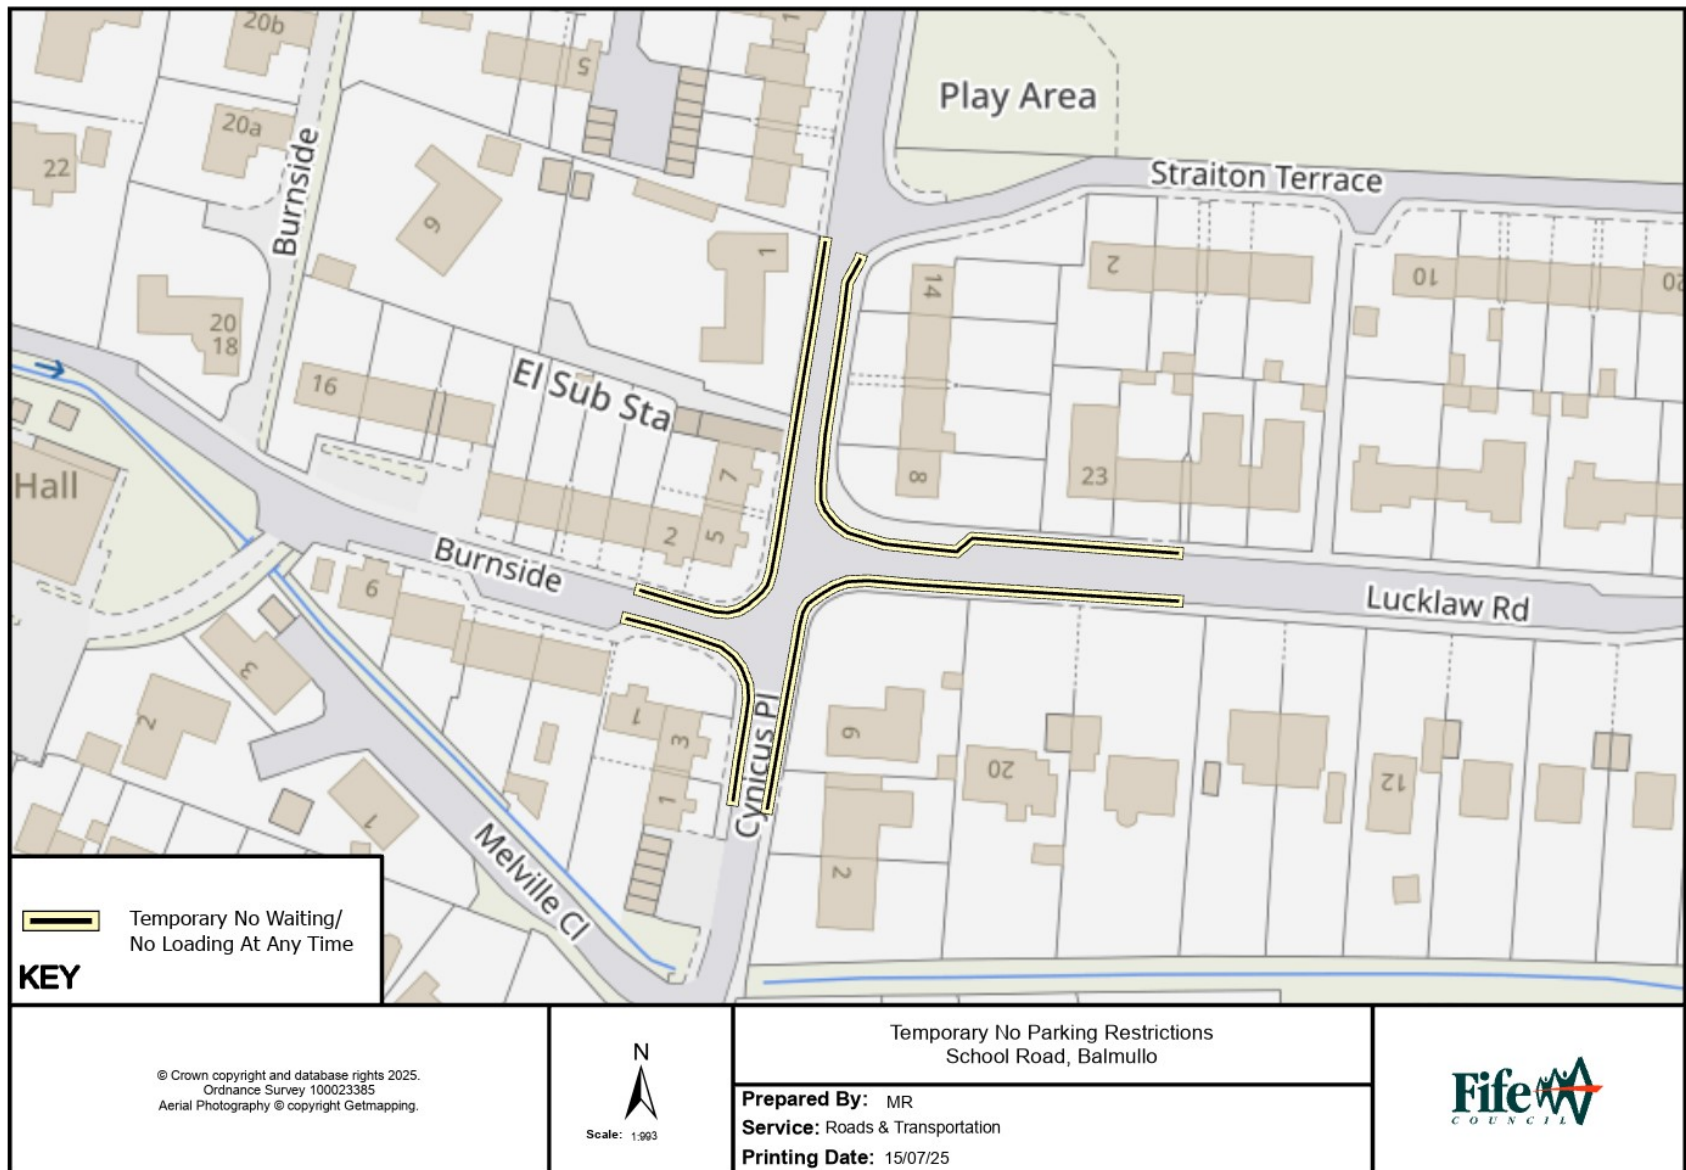 20b
5
1
Play Area
20a
22
Burnside
Straiton Terrace
9
1
14
2
10
20
20
18
16
El Sub Sta
7
8
23
Hall
2
5
Burnside
6
Lucklaw Rd
3
2
1
3
1
Cynicus Pl
6
20
12
2
1
Melville Cl
Temporary No Waiting/
No Loading At Any Time
KEY
© Crown copyright and database rights 2025.
Ordnance Survey 100023385
Aerial Photography © copyright Getmapping.
N
Scale: 1:993
Temporary No Parking Restrictions
School Road, Balmullo
Prepared By: MR
Service: Roads & Transportation
Printing Date: 15/07/25
Fife
COUNCIL